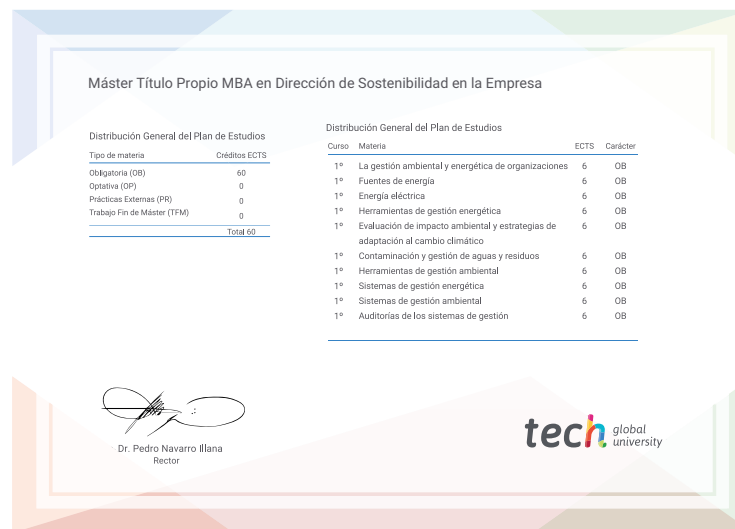 Máster Título Propio MBA en Dirección de Sostenibilidad en la Empresa
Distribución General del Plan de Estudios
Tipo de materia Créditos ECTS
Obligatoria (OB) 60
Optativa (OP) 0
Prácticas Externas (PR) 0
Trabajo Fin de Máster (TFM) 0
Total 60
Distribución General del Plan de Estudios
Curso Materia ECTS Carácter
1º La gestión ambiental y energética de organizaciones 6 OB
1º Fuentes de energía 6 OB
1º Energía eléctrica 6 OB
1º Herramientas de gestión energética 6 OB
1º Evaluación de impacto ambiental y estrategias de 6 OB
adaptación al cambio climático
1º Contaminación y gestión de aguas y residuos 6 OB
1º Herramientas de gestión ambiental 6 OB
1º Sistemas de gestión energética 6 OB
1º Sistemas de gestión ambiental 6 OB
1º Auditorías de los sistemas de gestión 6 OB
Dr. Pedro Navarro Illana
Rector
tech global
university